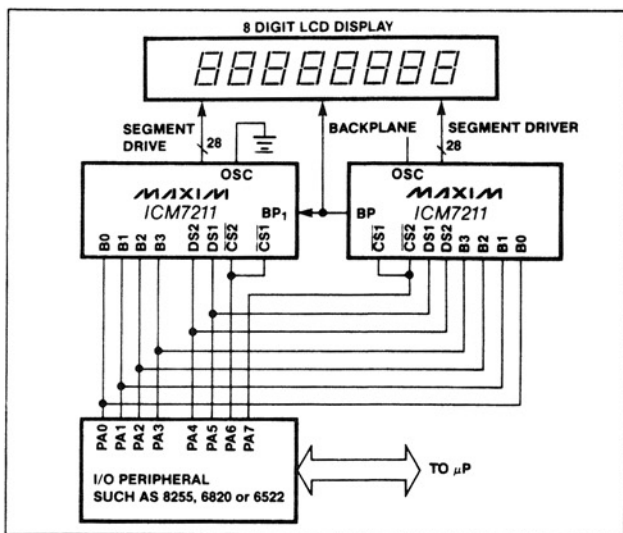 8 DIGIT LCD DISPLAY
88888888
SEGMENT
DRIVE
28
BACKPLANE
SEGMENT DRIVER
28
OSC
MAXIM
ICM7211
BP1
B0
B1
B2
B3
DS2
DS1
CS2
CS1
OSC
MAXIM
ICM7211
BP
CS1
CS2
DS1
DS2
B3
B2
B1
B0
PA0
PA1
PA2
PA3
PA4
PA5
PA6
PA7
I/O PERIPHERAL
SUCH AS 8255, 6820 or 6522
TO μP